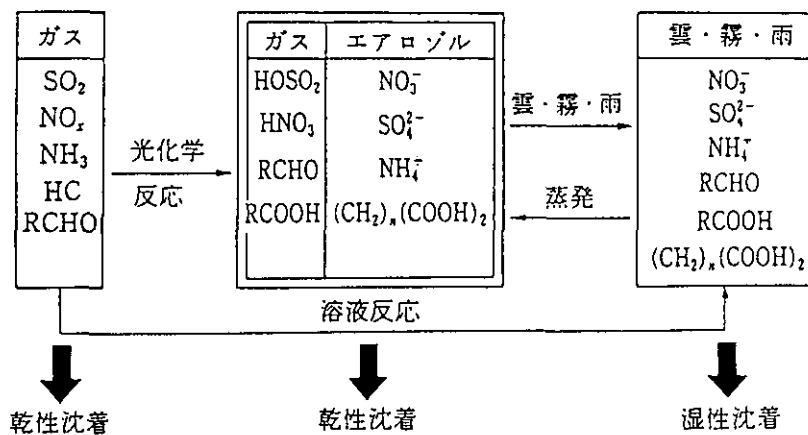 ガス
SO₂
NOₓ
NH₃
HC
RCHO
光化学
反応
ガス エアロゾル
HOSO₂ NO₃⁻
HNO₃ SO₄²⁻
RCHO NH₄⁺
RCOOH (CH₂)ₙ(COOH)₂
雲・霧・雨
蒸発
雲・霧・雨
NO₃⁻
SO₄²⁻
NH₄⁺
RCHO
RCOOH
(CH₂)ₙ(COOH)₂
溶液反応
乾性沈着 乾性沈着 湿性沈着